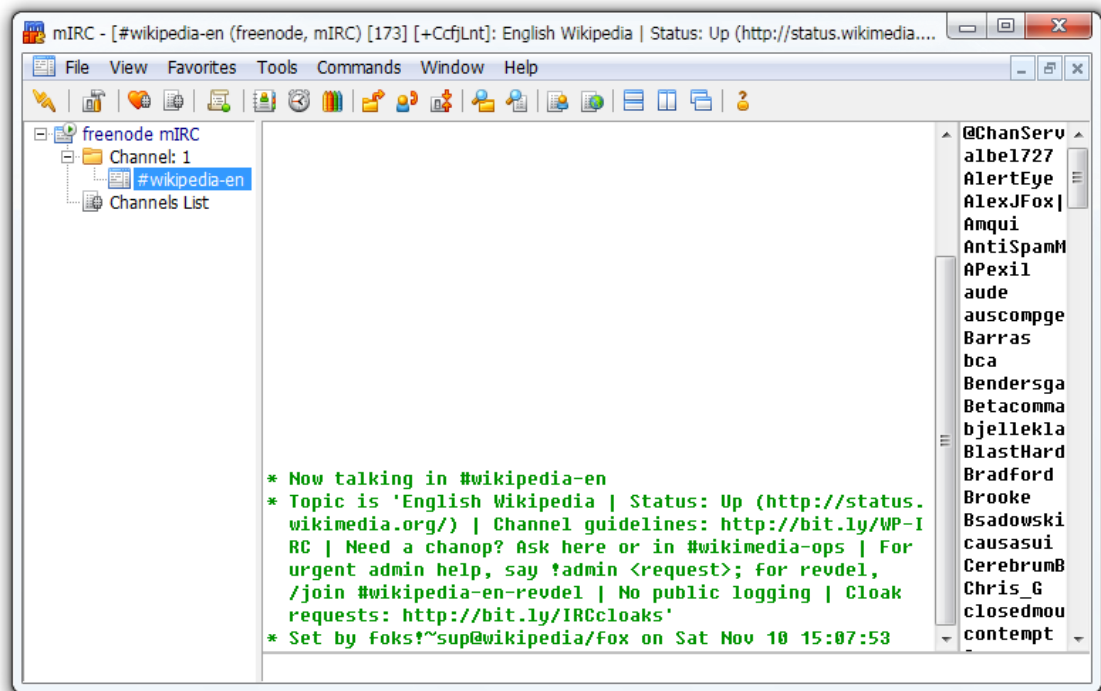 mIRC - [#wikipedia-en (freenode, mIRC) [173] [+CcfjLnt]: English Wikipedia | Status: Up (http://status.wikimedia....
File View Favorites Tools Commands Window Help
freenode mIRC
Channel: 1
#wikipedia-en
Channels List
* Now talking in #wikipedia-en
* Topic is 'English Wikipedia | Status: Up (http://status.
wikimedia.org/) | Channel guidelines: http://bit.ly/WP-I
RC | Need a chanop? Ask here or in #wikimedia-ops | For
urgent admin help, say !admin <request>; for revdel,
/join #wikipedia-en-revdel | No public logging | Cloak
requests: http://bit.ly/IRCcloaks'
* Set by foks!~sup@wikipedia/fox on Sat Nov 10 15:07:53
@ChanServ
albel727
AlertEye
AlexJFox|
Amqui
AntiSpamM
APexil
aude
auscompge
Barras
bca
Bendersga
Betacomma
bjellekla
BlastHard
Bradford
Brooke
Bsadowski
causasui
CerebrumB
Chris_G
closedmou
contempt